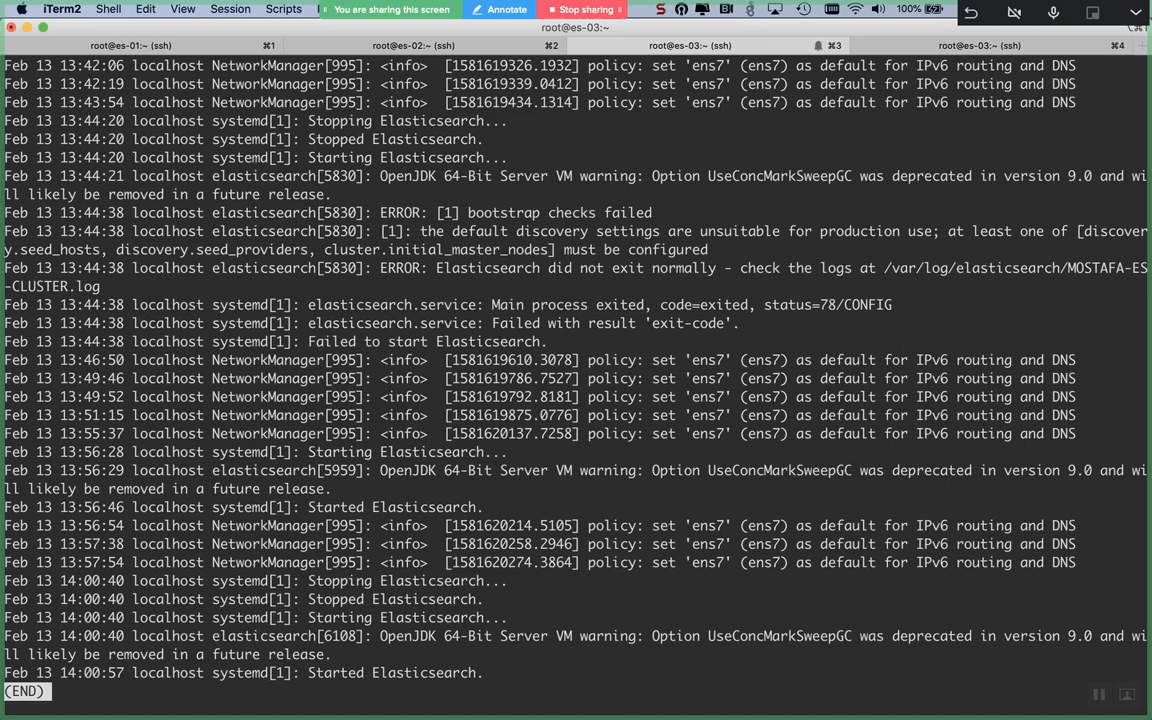 iTerm2 Shell Edit View Session Scripts You are sharing this screen Annotate Stop sharing 100%
root@es-03:~
root@es-01:~ (ssh) ⌘1 root@es-02:~ (ssh) ⌘2 root@es-03:~ (ssh) ⌘3 root@es-03:~ (ssh) ⌘4
Feb 13 13:42:06 localhost NetworkManager[995]: <info>  [1581619326.1932] policy: set 'ens7' (ens7) as default for IPv6 routing and DNS
Feb 13 13:42:19 localhost NetworkManager[995]: <info>  [1581619339.0412] policy: set 'ens7' (ens7) as default for IPv6 routing and DNS
Feb 13 13:43:54 localhost NetworkManager[995]: <info>  [1581619434.1314] policy: set 'ens7' (ens7) as default for IPv6 routing and DNS
Feb 13 13:44:20 localhost systemd[1]: Stopping Elasticsearch...
Feb 13 13:44:20 localhost systemd[1]: Stopped Elasticsearch.
Feb 13 13:44:20 localhost systemd[1]: Starting Elasticsearch...
Feb 13 13:44:21 localhost elasticsearch[5830]: OpenJDK 64-Bit Server VM warning: Option UseConcMarkSweepGC was deprecated in version 9.0 and wi
ll likely be removed in a future release.
Feb 13 13:44:38 localhost elasticsearch[5830]: ERROR: [1] bootstrap checks failed
Feb 13 13:44:38 localhost elasticsearch[5830]: [1]: the default discovery settings are unsuitable for production use; at least one of [discover
y.seed_hosts, discovery.seed_providers, cluster.initial_master_nodes] must be configured
Feb 13 13:44:38 localhost elasticsearch[5830]: ERROR: Elasticsearch did not exit normally - check the logs at /var/log/elasticsearch/MOSTAFA-ES
-CLUSTER.log
Feb 13 13:44:38 localhost systemd[1]: elasticsearch.service: Main process exited, code=exited, status=78/CONFIG
Feb 13 13:44:38 localhost systemd[1]: elasticsearch.service: Failed with result 'exit-code'.
Feb 13 13:44:38 localhost systemd[1]: Failed to start Elasticsearch.
Feb 13 13:46:50 localhost NetworkManager[995]: <info>  [1581619610.3078] policy: set 'ens7' (ens7) as default for IPv6 routing and DNS
Feb 13 13:49:46 localhost NetworkManager[995]: <info>  [1581619786.7527] policy: set 'ens7' (ens7) as default for IPv6 routing and DNS
Feb 13 13:49:52 localhost NetworkManager[995]: <info>  [1581619792.8181] policy: set 'ens7' (ens7) as default for IPv6 routing and DNS
Feb 13 13:51:15 localhost NetworkManager[995]: <info>  [1581619875.0776] policy: set 'ens7' (ens7) as default for IPv6 routing and DNS
Feb 13 13:55:37 localhost NetworkManager[995]: <info>  [1581620137.7258] policy: set 'ens7' (ens7) as default for IPv6 routing and DNS
Feb 13 13:56:28 localhost systemd[1]: Starting Elasticsearch...
Feb 13 13:56:29 localhost elasticsearch[5959]: OpenJDK 64-Bit Server VM warning: Option UseConcMarkSweepGC was deprecated in version 9.0 and wi
ll likely be removed in a future release.
Feb 13 13:56:46 localhost systemd[1]: Started Elasticsearch.
Feb 13 13:56:54 localhost NetworkManager[995]: <info>  [1581620214.5105] policy: set 'ens7' (ens7) as default for IPv6 routing and DNS
Feb 13 13:57:38 localhost NetworkManager[995]: <info>  [1581620258.2946] policy: set 'ens7' (ens7) as default for IPv6 routing and DNS
Feb 13 13:57:54 localhost NetworkManager[995]: <info>  [1581620274.3864] policy: set 'ens7' (ens7) as default for IPv6 routing and DNS
Feb 13 14:00:40 localhost systemd[1]: Stopping Elasticsearch...
Feb 13 14:00:40 localhost systemd[1]: Stopped Elasticsearch.
Feb 13 14:00:40 localhost systemd[1]: Starting Elasticsearch...
Feb 13 14:00:40 localhost elasticsearch[6108]: OpenJDK 64-Bit Server VM warning: Option UseConcMarkSweepGC was deprecated in version 9.0 and wi
ll likely be removed in a future release.
Feb 13 14:00:57 localhost systemd[1]: Started Elasticsearch.
(END)